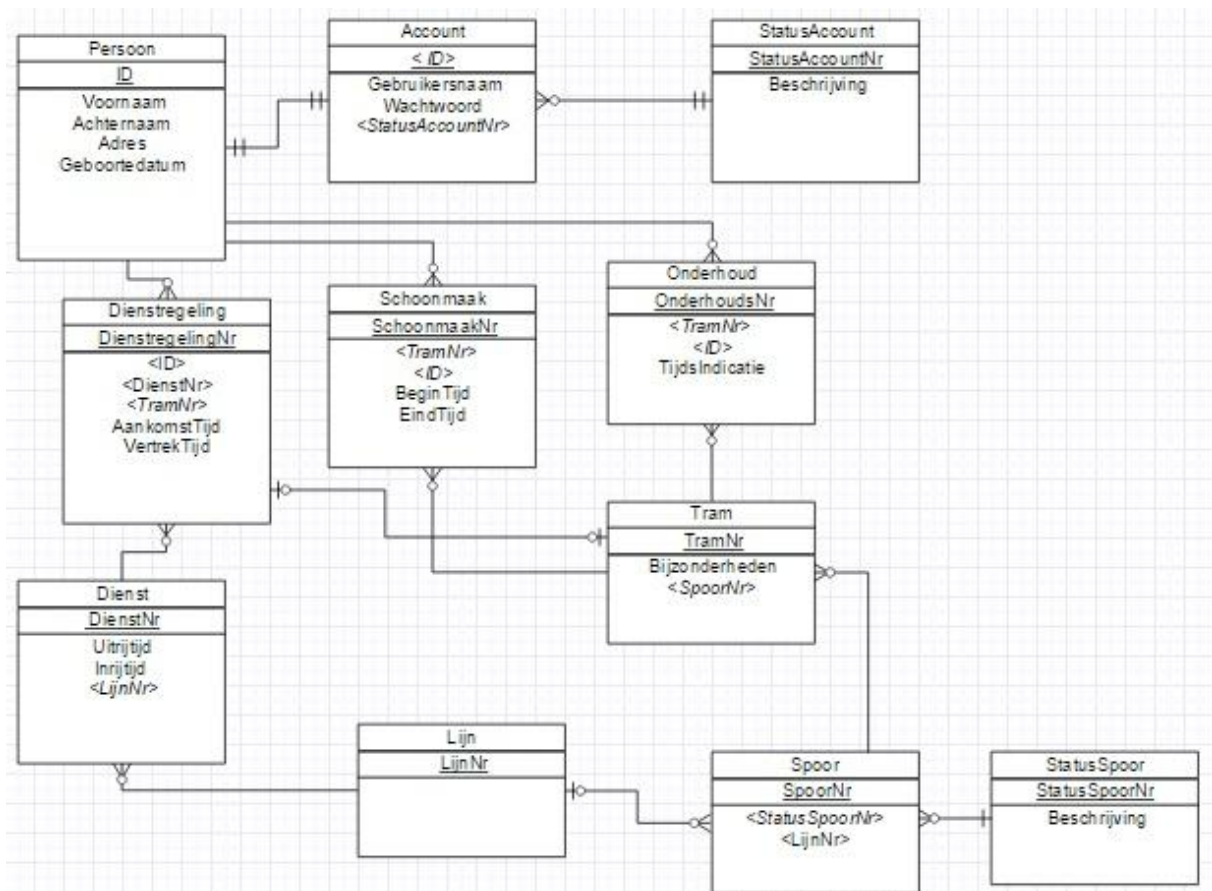 Persoon
ID
Voornaam
Achternaam
Adres
Geboortedatum
Account
< ID>
Gebruikersnaam
Wachtwoord
<StatusAccountNr>
StatusAccount
StatusAccountNr
Beschrijving
Dienstregeling
DienstregelingNr
<ID>
<DienstNr>
<TramNr>
AankomstTijd
VertrekTijd
Schoonmaak
SchoonmaakNr
<TramNr>
<ID>
BeginTijd
EindTijd
Onderhoud
OnderhoudsNr
<TramNr>
<ID>
TijdsIndicatie
Tram
TramNr
Bijzonderheden
<SpoorNr>
Dienst
DienstNr
Uitrijtijd
Inrijtijd
<LijnNr>
Lijn
LijnNr
Spoor
SpoorNr
<StatusSpoorNr>
<LijnNr>
StatusSpoor
StatusSpoorNr
Beschrijving